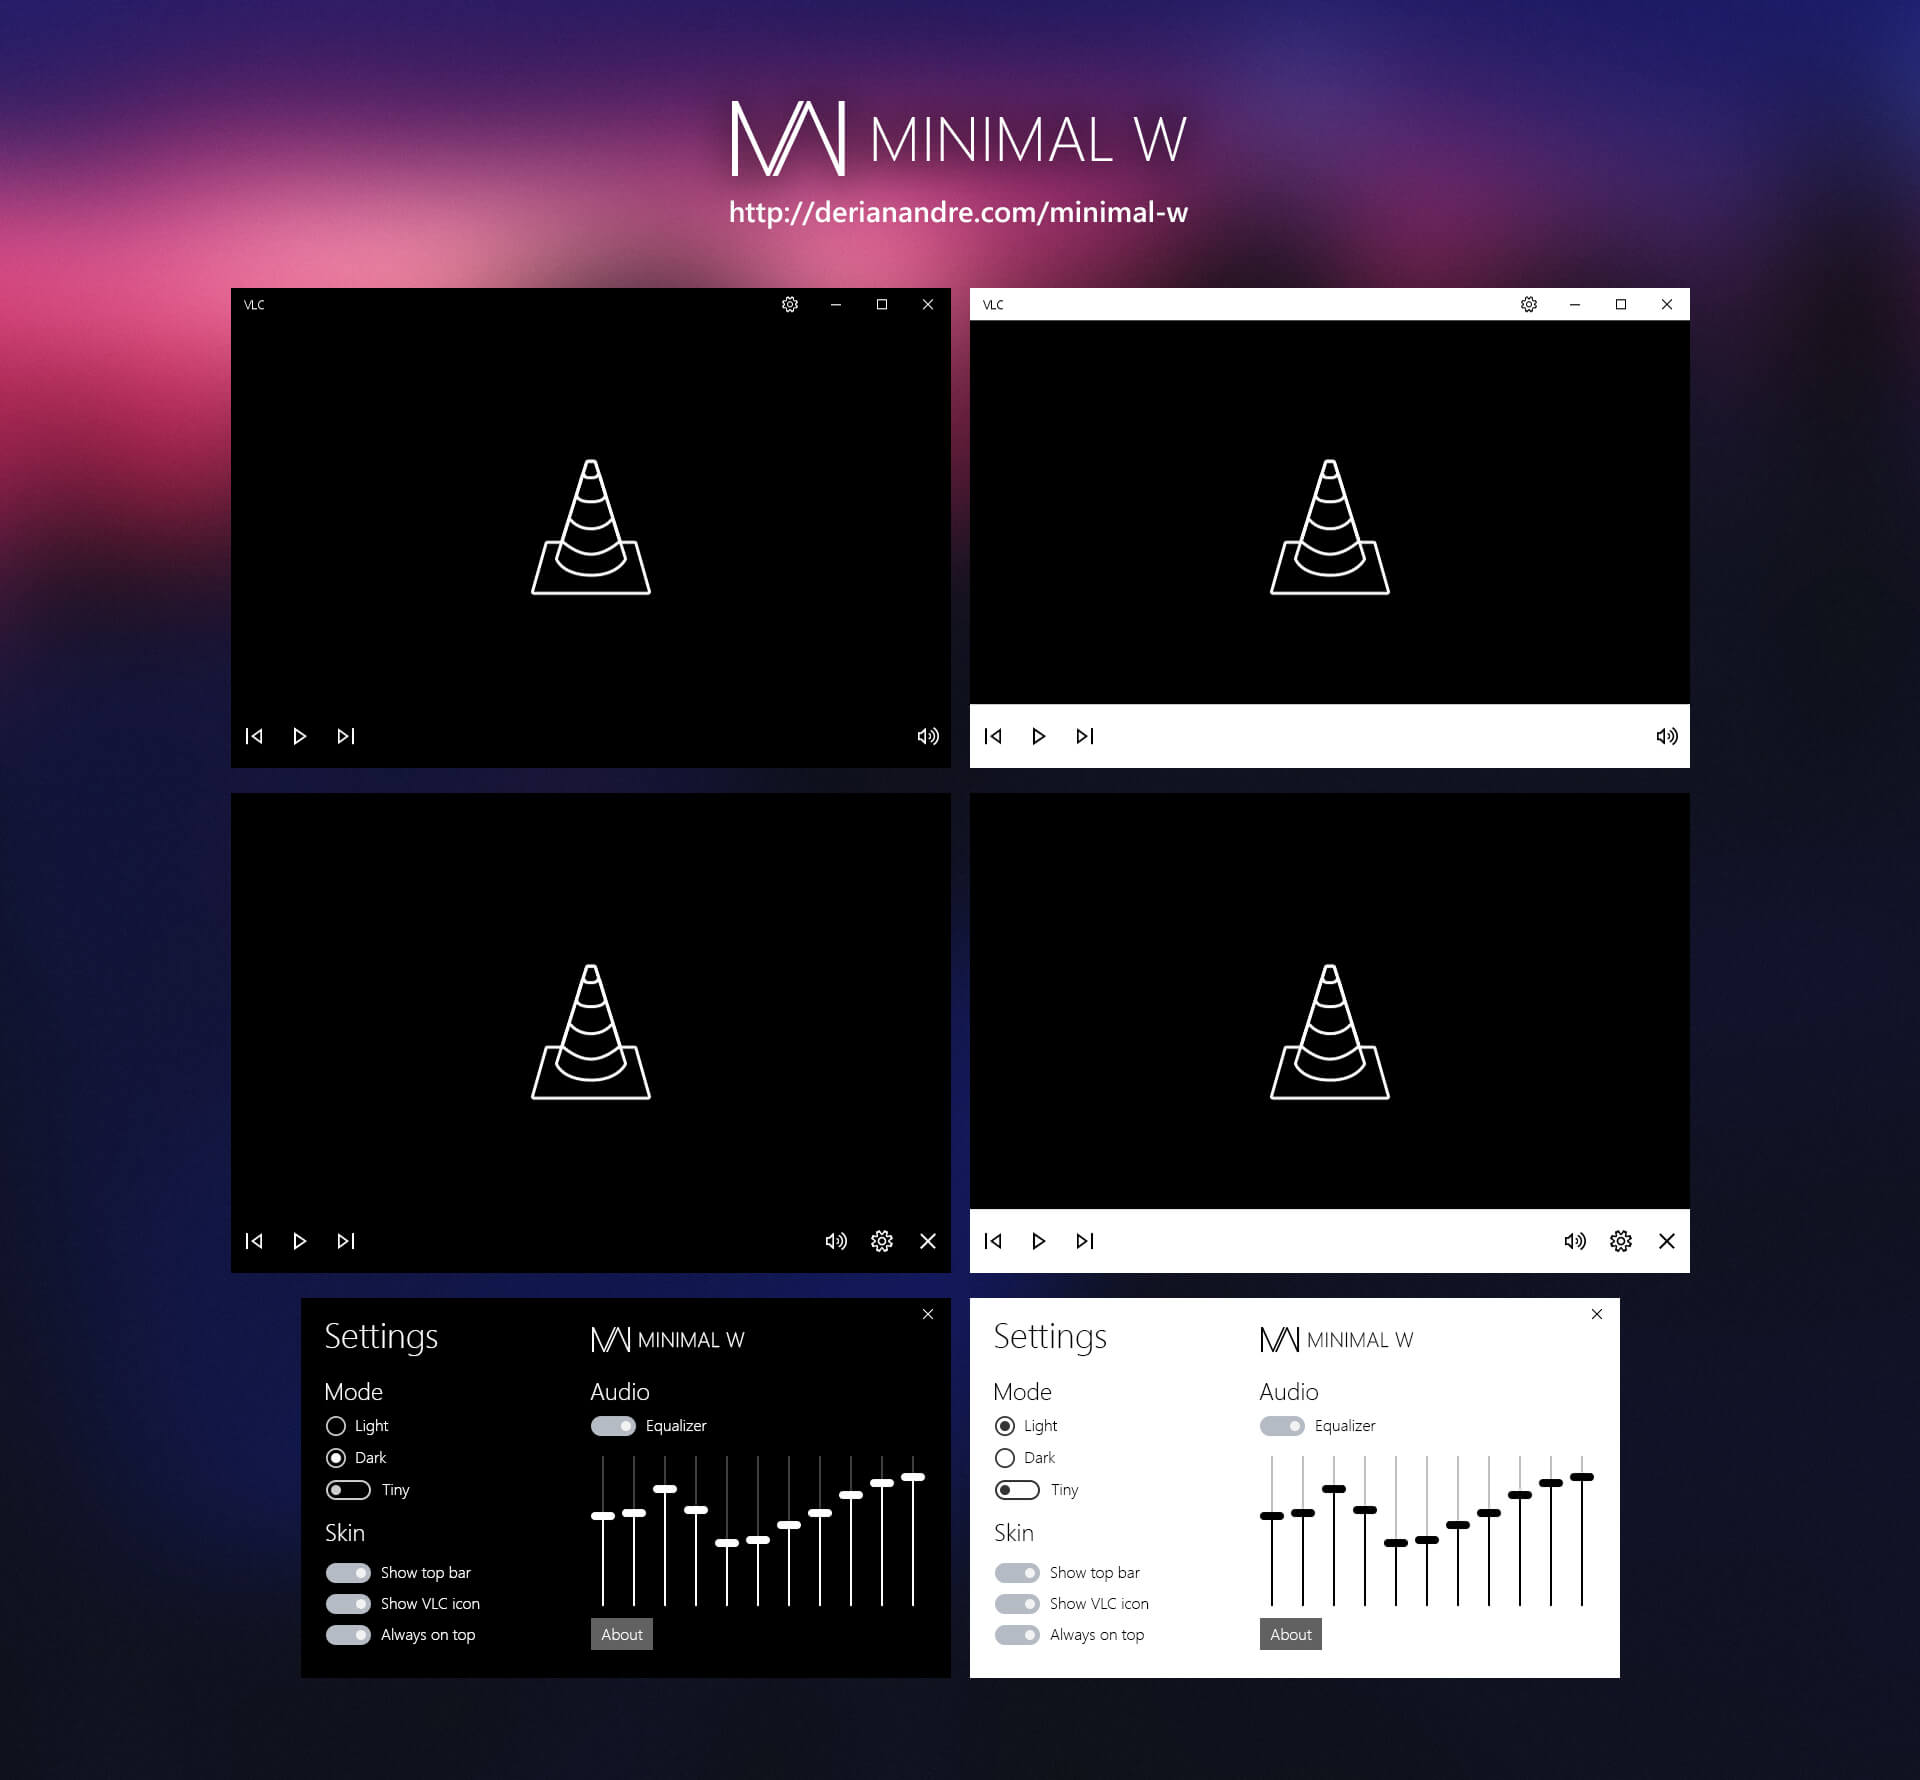 MINIMAL W
http://derianandre.com/minimal-w
VLC
VLC
Settings
MINIMAL W
Mode
Light
Dark
Tiny
Skin
Show top bar
Show VLC icon
Always on top
Audio
Equalizer
About
Settings
MINIMAL W
Mode
Light
Dark
Tiny
Skin
Show top bar
Show VLC icon
Always on top
Audio
Equalizer
About